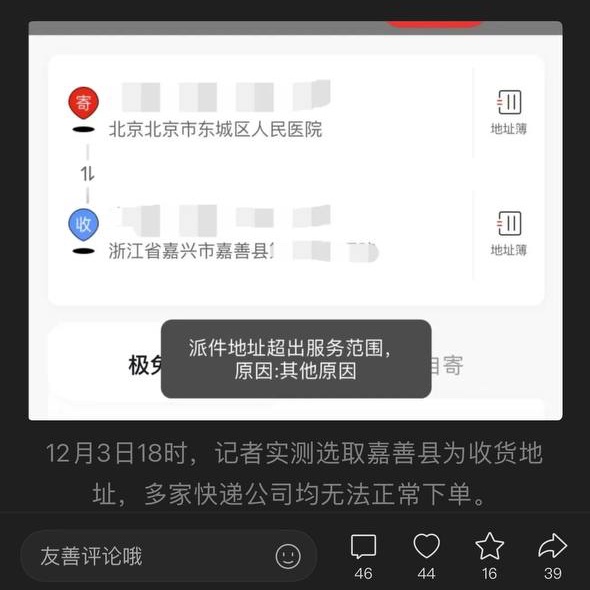 寄
北京北京市东城区人民医院
地址簿
收
浙江省嘉兴市嘉善县
地址簿
派件地址超出服务范围,
原因:其他原因
极
自寄
12月3日18时，记者实测选取嘉善县为收货地
址，多家快递公司均无法正常下单。
友善评论哦
46
44
16
39